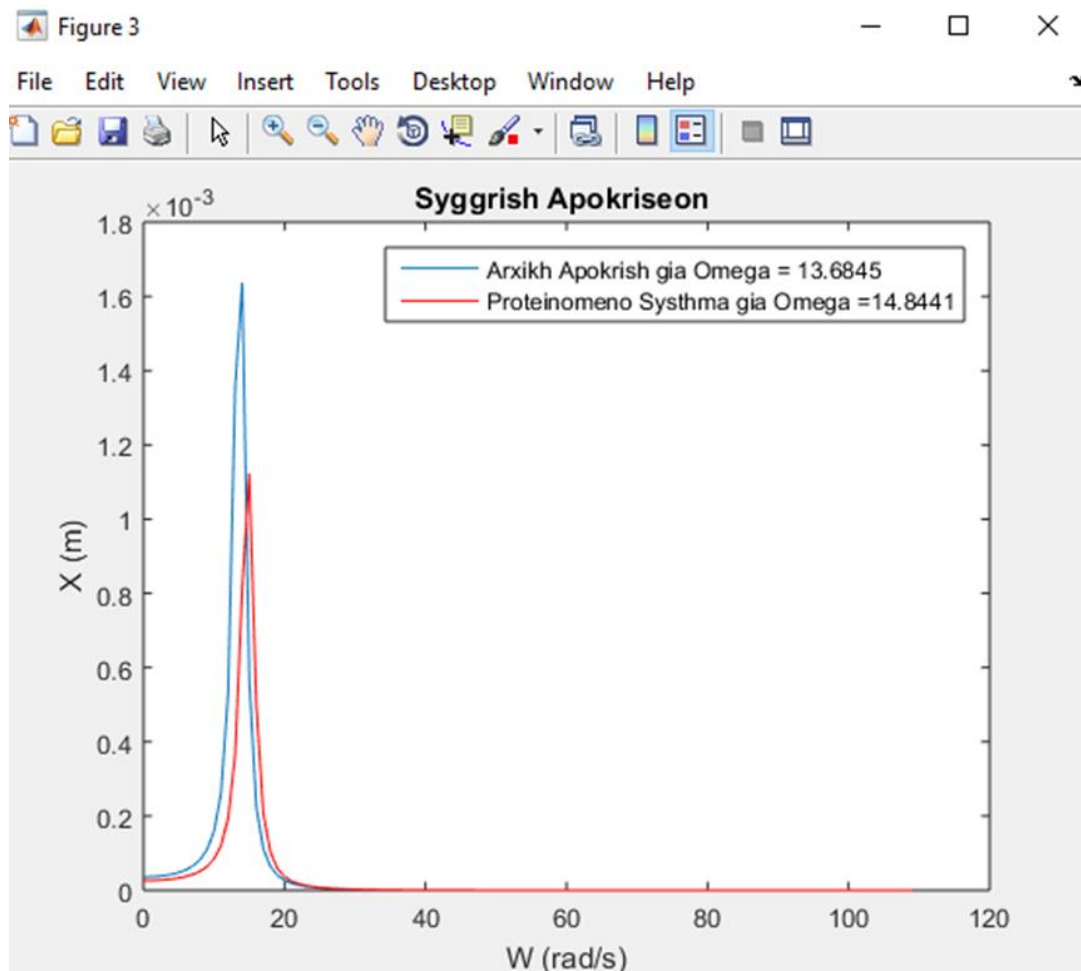 Figure 3
File Edit View Insert Tools Desktop Window Help
Syggrish Apokriseon
×10-3
1.8
1.6
1.4
1.2
1
0.8
0.6
0.4
0.2
0
X (m)
Arxikh Apokrish gia Omega = 13.6845
Proteinomeno Systhma gia Omega =14.8441
0 20 40 60 80 100 120
W (rad/s)